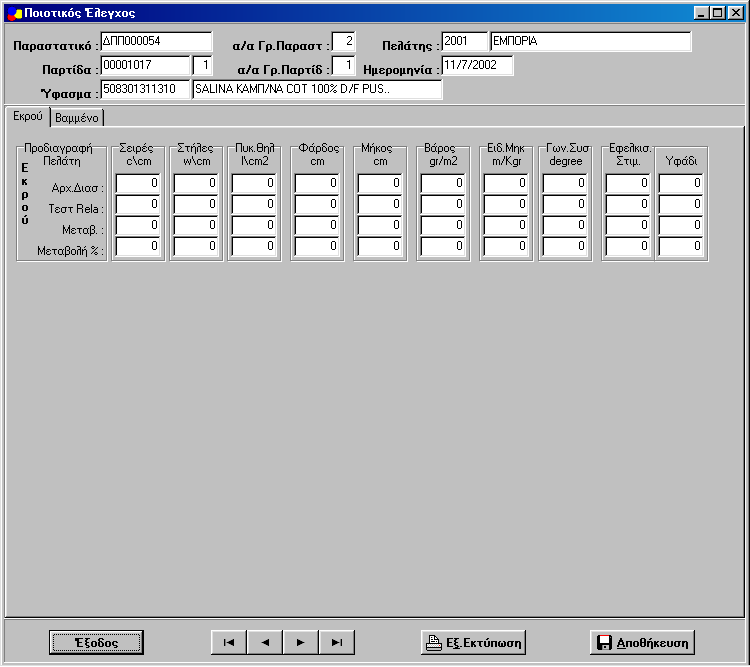 Ποιοτικός Έλεγχος
Παραστατικό : ΔΠΠ000054 α/α Γρ.Παραστ : 2 Πελάτης : 2001 ΕΜΠΟΡΙΑ
Παρτίδα : 00001017 1 α/α Γρ.Παρτίδ : 1 Ημερομηνία : 11/7/2002
Ύφασμα : 508301311310 SALINA ΚΑΜΠ/ΝΑ COT 100% D/F PUS..
Εκρού Βαμμένο
Προδιαγραφή Σειρές Στήλες Πυκ.Θηλ Φάρδος Μήκος Βάρος Ειδ.Μηκ Γων.Συσ Εφελκισ.
Πελάτη c\cm w\cm l\cm2 cm cm gr/m2 m/Kgr degree Στιμ. Υφάδι
Εκρού
Αρχ.Διασ : 0 0 0 0 0 0 0 0 0 0
Τεστ Rela : 0 0 0 0 0 0 0 0 0 0
Μεταβ. : 0 0 0 0 0 0 0 0 0 0
Μεταβολή % : 0 0 0 0 0 0 0 0 0 0
Έξοδος Εξ.Εκτύπωση Αποθήκευση